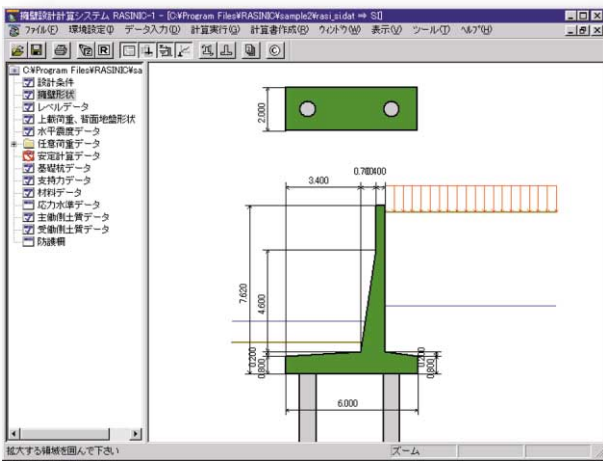 擁壁設計計算システム RASINIC-1 - [C:¥Program Files¥RASINIC¥sample2¥rasi_si.dat ⇒ SI]
ファイル(F) 環境設定(I) データ入力(D) 計算実行(G) 計算書作成(R) ウィンドウ(W) 表示(V) ツール(T) ヘルプ(H)
C:¥Program Files¥RASINIC¥sa
設計条件
擁壁形状
レベルデータ
上載荷重、背面地盤形状
水平震度データ
任意荷重データ
安定計算データ
基礎杭データ
支持力データ
材料データ
応力水準データ
主働側土質データ
受働側土質データ
防護柵
2.000
3.400
0.700
0.400
7.620
4.600
0.200
0.800
0.200
0.800
6.000
拡大する領域を囲んで下さい
ズーム